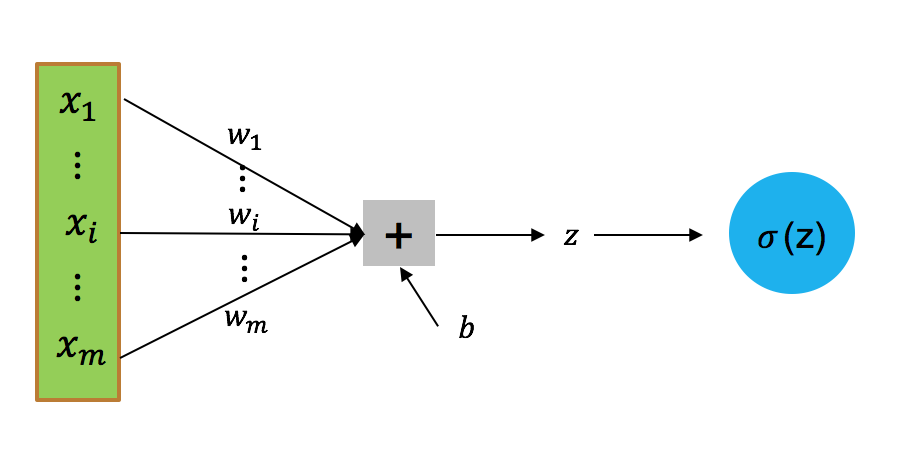 x₁
⋮
xᵢ
⋮
xₘ
w₁
⋮
wᵢ
⋮
wₘ
+
b
z
σ(z)